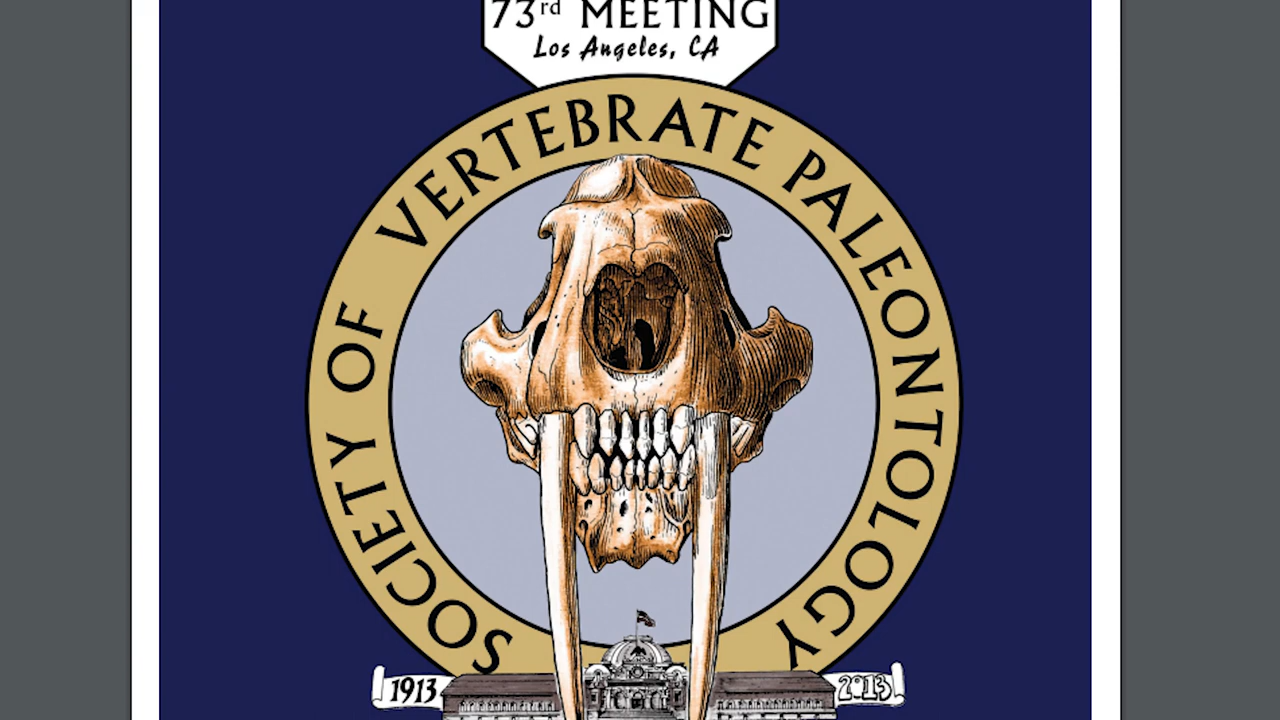 73rd MEETING
Los Angeles, CA
SOCIETY OF VERTEBRATE PALEONTOLOGY
1913
2013